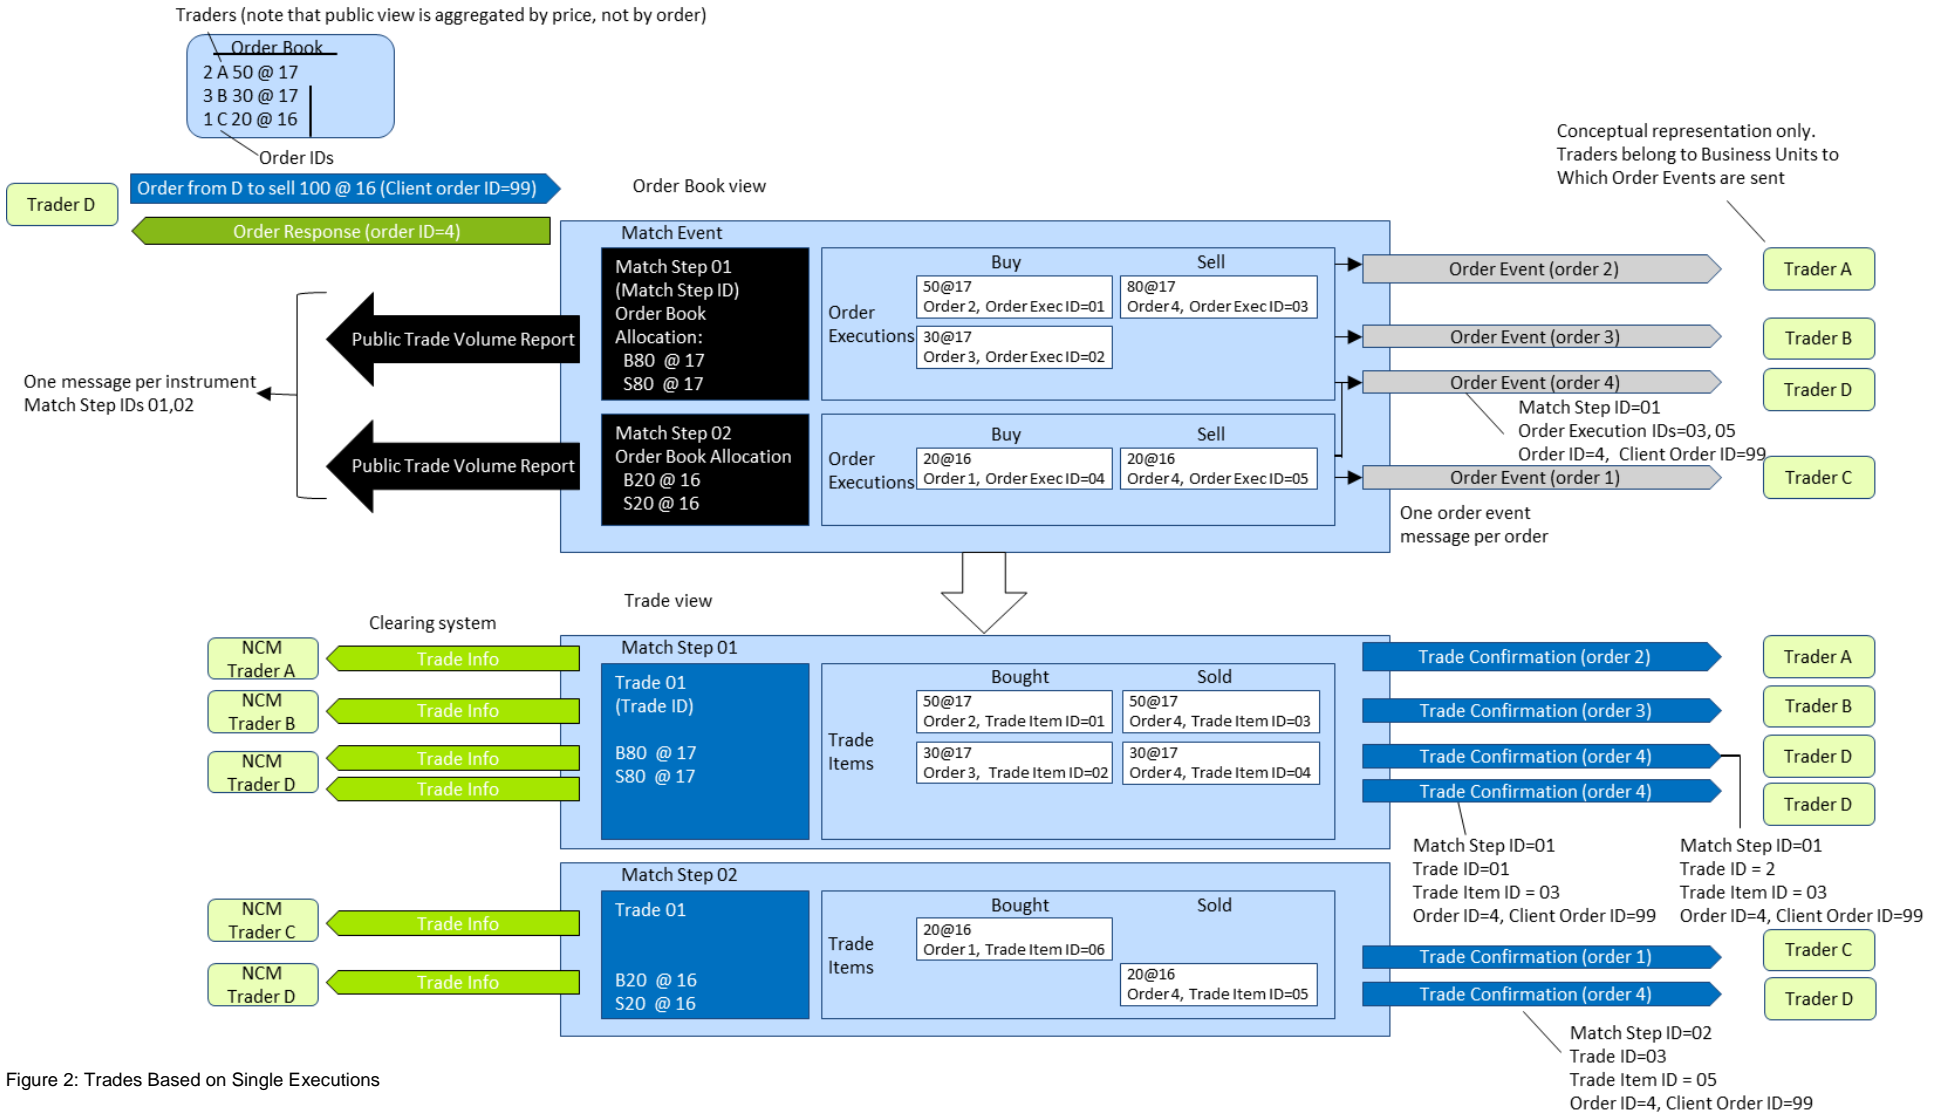 Traders (note that public view is aggregated by price, not by order)
Order Book
2 A 50 @ 17
3 B 30 @ 17
1 C 20 @ 16
Order IDs
Trader D
Order from D to sell 100 @ 16 (Client order ID=99)
Order Response (order ID=4)
Order Book view
Conceptual representation only.
Traders belong to Business Units to
Which Order Events are sent
Match Event
Match Step 01
(Match Step ID)
Order Book
Allocation:
B80 @ 17
S80 @ 17
Order
Executions
Buy
Sell
50@17
Order 2, Order Exec ID=01
80@17
Order 4, Order Exec ID=03
30@17
Order 3, Order Exec ID=02
Order Event (order 2)
Trader A
Order Event (order 3)
Trader B
Order Event (order 4)
Trader D
Match Step ID=01
Order Execution IDs=03, 05
Order ID=4, Client Order ID=99
Public Trade Volume Report
One message per instrument
Match Step IDs 01,02
Public Trade Volume Report
Match Step 02
Order Book Allocation
B20 @ 16
S20 @ 16
Order
Executions
Buy
Sell
20@16
Order 1, Order Exec ID=04
20@16
Order 4, Order Exec ID=05
Order Event (order 1)
Trader C
One order event
message per order
Trade view
Clearing system
NCM
Trader A
Trade Info
NCM
Trader B
Trade Info
NCM
Trader D
Trade Info
Trade Info
Match Step 01
Trade 01
(Trade ID)
B80 @ 17
S80 @ 17
Trade
Items
Bought
Sold
50@17
Order 2, Trade Item ID=01
50@17
Order 4, Trade Item ID=03
30@17
Order 3, Trade Item ID=02
30@17
Order 4, Trade Item ID=04
Trade Confirmation (order 2)
Trader A
Trade Confirmation (order 3)
Trader B
Trade Confirmation (order 4)
Trader D
Trade Confirmation (order 4)
Trader D
Match Step ID=01
Trade ID=01
Trade Item ID = 03
Order ID=4, Client Order ID=99
Match Step ID=01
Trade ID = 2
Trade Item ID = 03
Order ID=4, Client Order ID=99
Match Step 02
NCM
Trader C
Trade Info
NCM
Trader D
Trade Info
Trade 01
B20 @ 16
S20 @ 16
Trade
Items
Bought
Sold
20@16
Order 1, Trade Item ID=06
20@16
Order 4, Trade Item ID=05
Trade Confirmation (order 1)
Trader C
Trade Confirmation (order 4)
Trader D
Match Step ID=02
Trade ID=03
Trade Item ID = 05
Order ID=4, Client Order ID=99
Figure 2: Trades Based on Single Executions